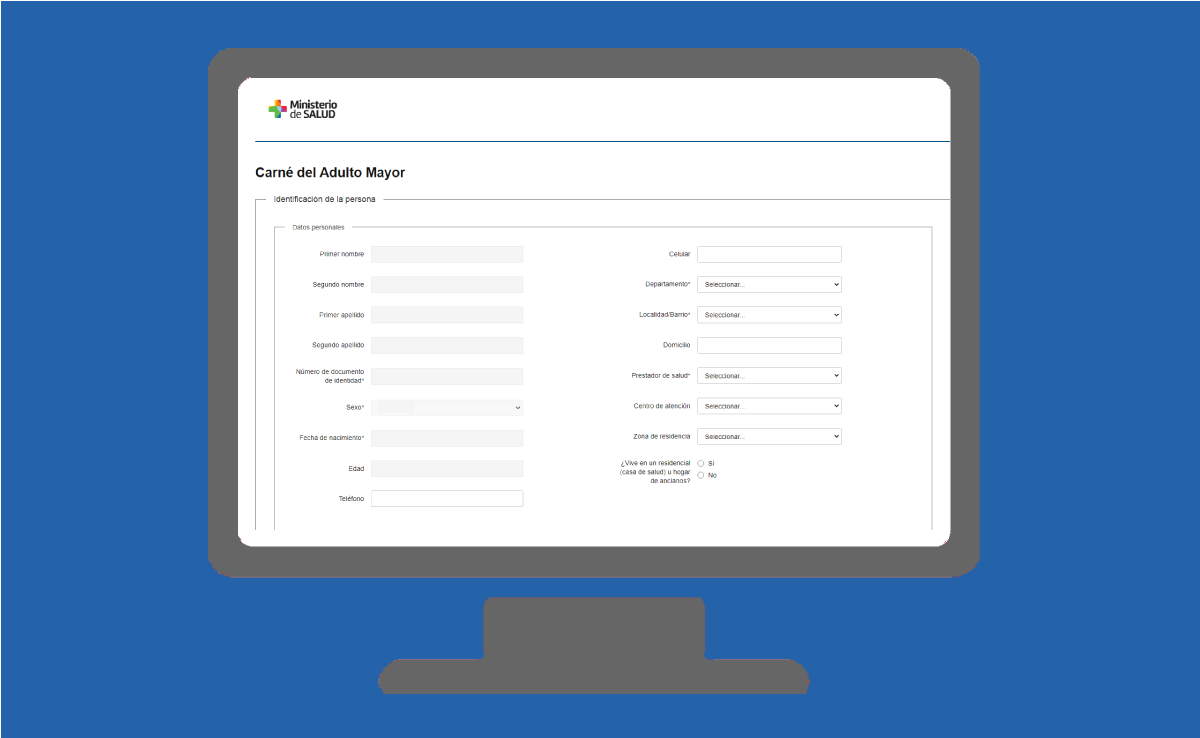 Ministerio
de SALUD
Carné del Adulto Mayor
Identificación de la persona
Datos personales
Primer nombre
Segundo nombre
Primer apellido
Segundo apellido
Número de documento
de identidad*
Sexo*
Fecha de nacimiento*
Edad
Teléfono
Celular
Departamento* Seleccionar...
Localidad/Barrio* Seleccionar...
Domicilio
Prestador de salud* Seleccionar...
Centro de atención Seleccionar...
Zona de residencia Seleccionar...
¿Vive en un residencial
(casa de salud) u hogar
de ancianos?
Sí
No